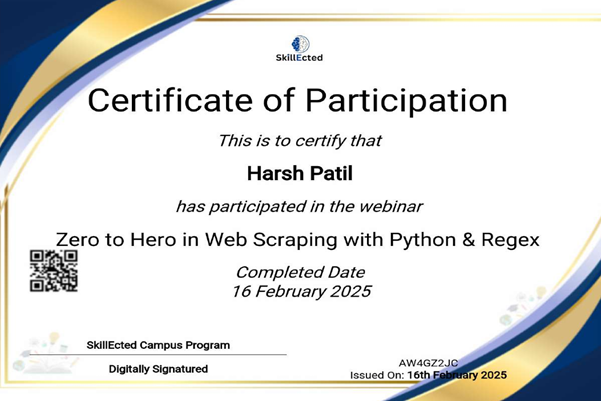 SkillEcted
Certificate of Participation
This is to certify that
Harsh Patil
has participated in the webinar
Zero to Hero in Web Scraping with Python & Regex
Completed Date
16 February 2025
SkillEcted Campus Program
Digitally Signatured
AW4GZ2JC
Issued On: 16th February 2025